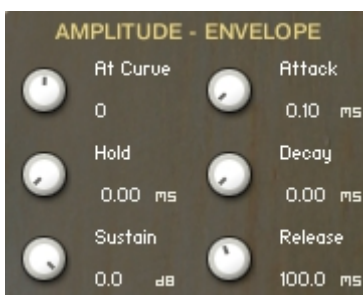 AMPLITUDE - ENVELOPE
At Curve Attack
0 0.10 ms
Hold Decay
0.00 ms 0.00 ms
Sustain Release
0.0 dB 100.0 ms